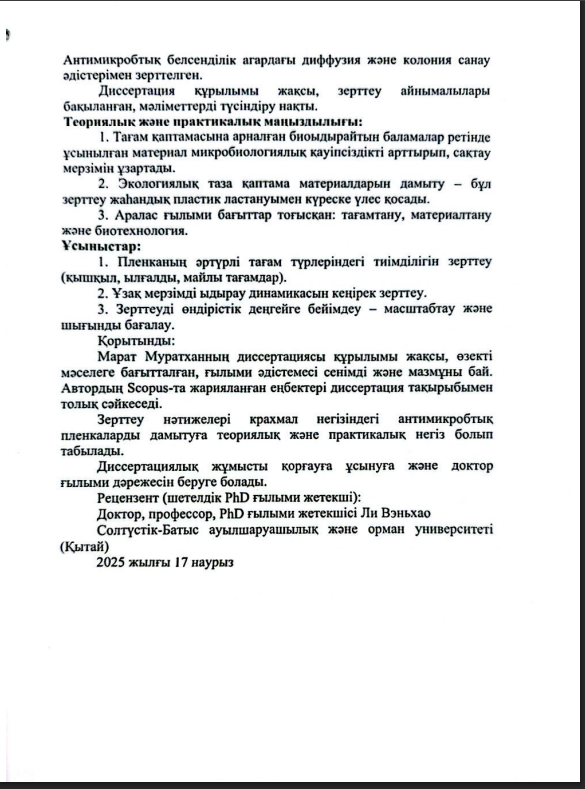 Антимикробтық белсенділік агардағы диффузия және колония санау
әдістерімен зерттелген.
Диссертация құрылымы жақсы, зерттеу айнымалылары
бақыланған, мәліметтерді түсіндіру нақты.
Теориялық және практикалық маңыздылығы:
1. Тағам қаптамасына арналған биоыдырайтын баламалар ретінде
ұсынылған материал микробиологиялық қауіпсіздікті арттырып, сақтау
мерзімін ұзартады.
2. Экологиялық таза қаптама материалдарын дамыту – бұл
зерттеу жаһандық пластик ластануымен күреске үлес қосады.
3. Аралас ғылыми бағыттар тоғысқан: тағамтану, материалтану
және биотехнология.
Ұсыныстар:
1. Пленканың әртүрлі тағам түрлеріндегі тиімділігін зерттеу
(қышқыл, ылғалды, майлы тағамдар).
2. Ұзақ мерзімді ыдырау динамикасын кеңірек зерттеу.
3. Зерттеуді өндірістік деңгейге бейімдеу – масштабтау және
шығынды бағалау.
Қорытынды:
Марат Муратханның диссертациясы құрылымы жақсы, өзекті
мәселеге бағытталған, ғылыми әдістемесі сенімді және мазмұны бай.
Автордың Scopus-та жарияланған еңбектері диссертация тақырыбымен
толық сәйкеседі.
Зерттеу нәтижелері крахмал негізіндегі антимикробтық
пленкаларды дамытуға теориялық және практикалық негіз болып
табылады.
Диссертациялық жұмысты қорғауға ұсынуға және доктор
ғылыми дәрежесін беруге болады.
Рецензент (шетелдік PhD ғылыми жетекші):
Доктор, профессор, PhD ғылыми жетекшісі Ли Вэньхао
Солтүстік-Батыс ауылшаруашылық және орман университеті
(Қытай)
2025 жылғы 17 наурыз